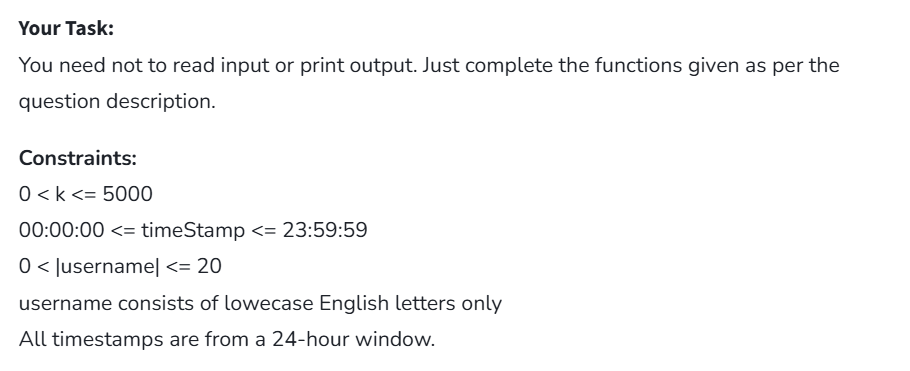 Your Task:
You need not to read input or print output. Just complete the functions given as per the
question description.
Constraints:
0 < k <= 5000
00:00:00 <= timeStamp <= 23:59:59
0 < |username| <= 20
username consists of lowecase English letters only
All timestamps are from a 24-hour window.